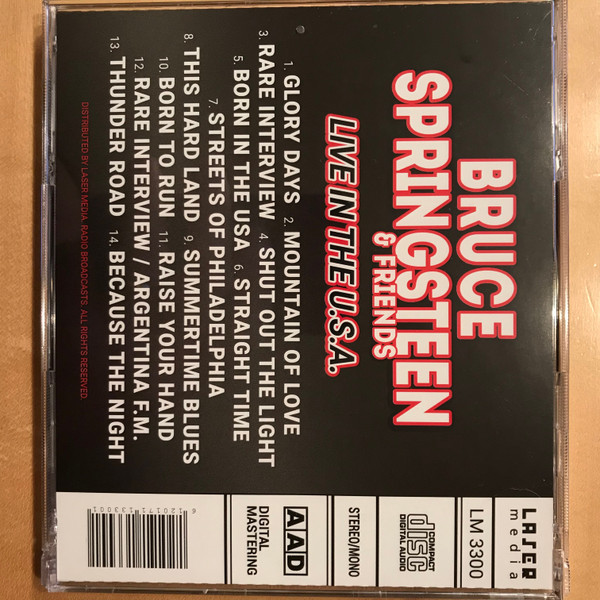 BRUCE
SPRINGSTEEN
& FRIENDS
LIVE IN THE U.S.A.
1. GLORY DAYS 2. MOUNTAIN OF LOVE
3. RARE INTERVIEW 4. SHUT OUT THE LIGHT
5. BORN IN THE USA 6. STRAIGHT TIME
7. STREETS OF PHILADELPHIA
8. THIS HARD LAND 9. SUMMERTIME BLUES
10. BORN TO RUN 11. RAISE YOUR HAND
12. RARE INTERVIEW / ARGENTINA F.M.
13. THUNDER ROAD 14. BECAUSE THE NIGHT
DISTRIBUTED BY LASER MEDIA. RADIO BROADCASTS. ALL RIGHTS RESERVED.
LASER
media
LM 3300
COMPACT
disc
DIGITAL AUDIO
STEREO/MONO
AAD
DIGITAL
MASTERING
6120171133001